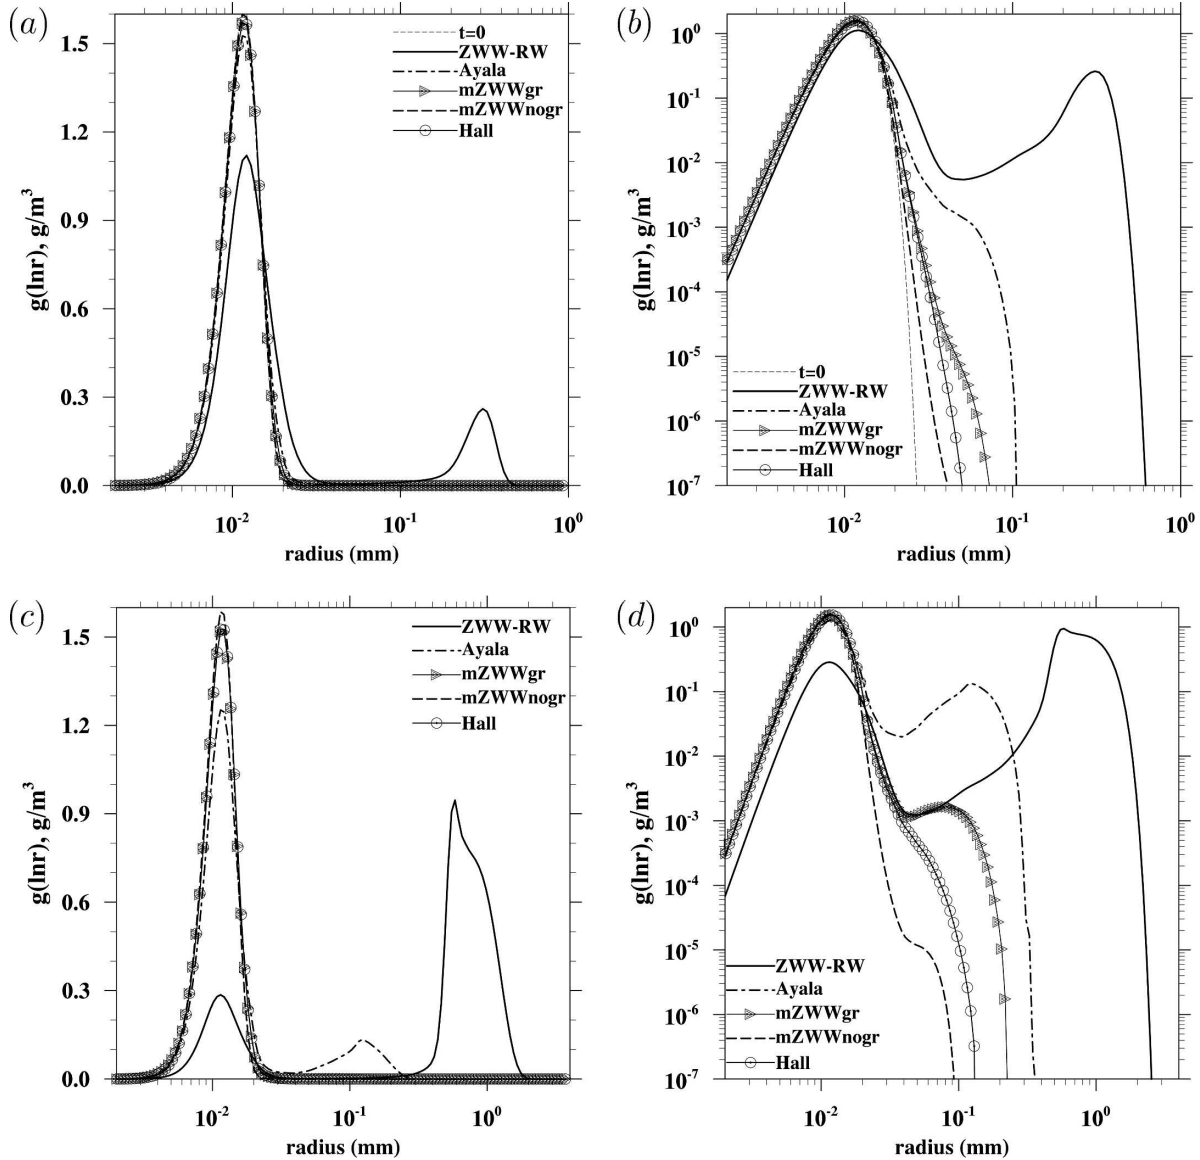 (a)
g(lnr), g/m³
1.5
1.2
0.9
0.6
0.3
0.0
t=0
ZWW-RW
Ayala
mZWWgr
mZWWnogr
Hall
10⁻²
10⁻¹
10⁰
radius (mm)
(b)
g(lnr), g/m³
10⁰
10⁻¹
10⁻²
10⁻³
10⁻⁴
10⁻⁵
10⁻⁶
10⁻⁷
t=0
ZWW-RW
Ayala
mZWWgr
mZWWnogr
Hall
10⁻²
10⁻¹
10⁰
radius (mm)
(c)
g(lnr), g/m³
1.5
1.2
0.9
0.6
0.3
0.0
ZWW-RW
Ayala
mZWWgr
mZWWnogr
Hall
10⁻²
10⁻¹
10⁰
radius (mm)
(d)
g(lnr), g/m³
10⁰
10⁻¹
10⁻²
10⁻³
10⁻⁴
10⁻⁵
10⁻⁶
10⁻⁷
ZWW-RW
Ayala
mZWWgr
mZWWnogr
Hall
10⁻²
10⁻¹
10⁰
radius (mm)